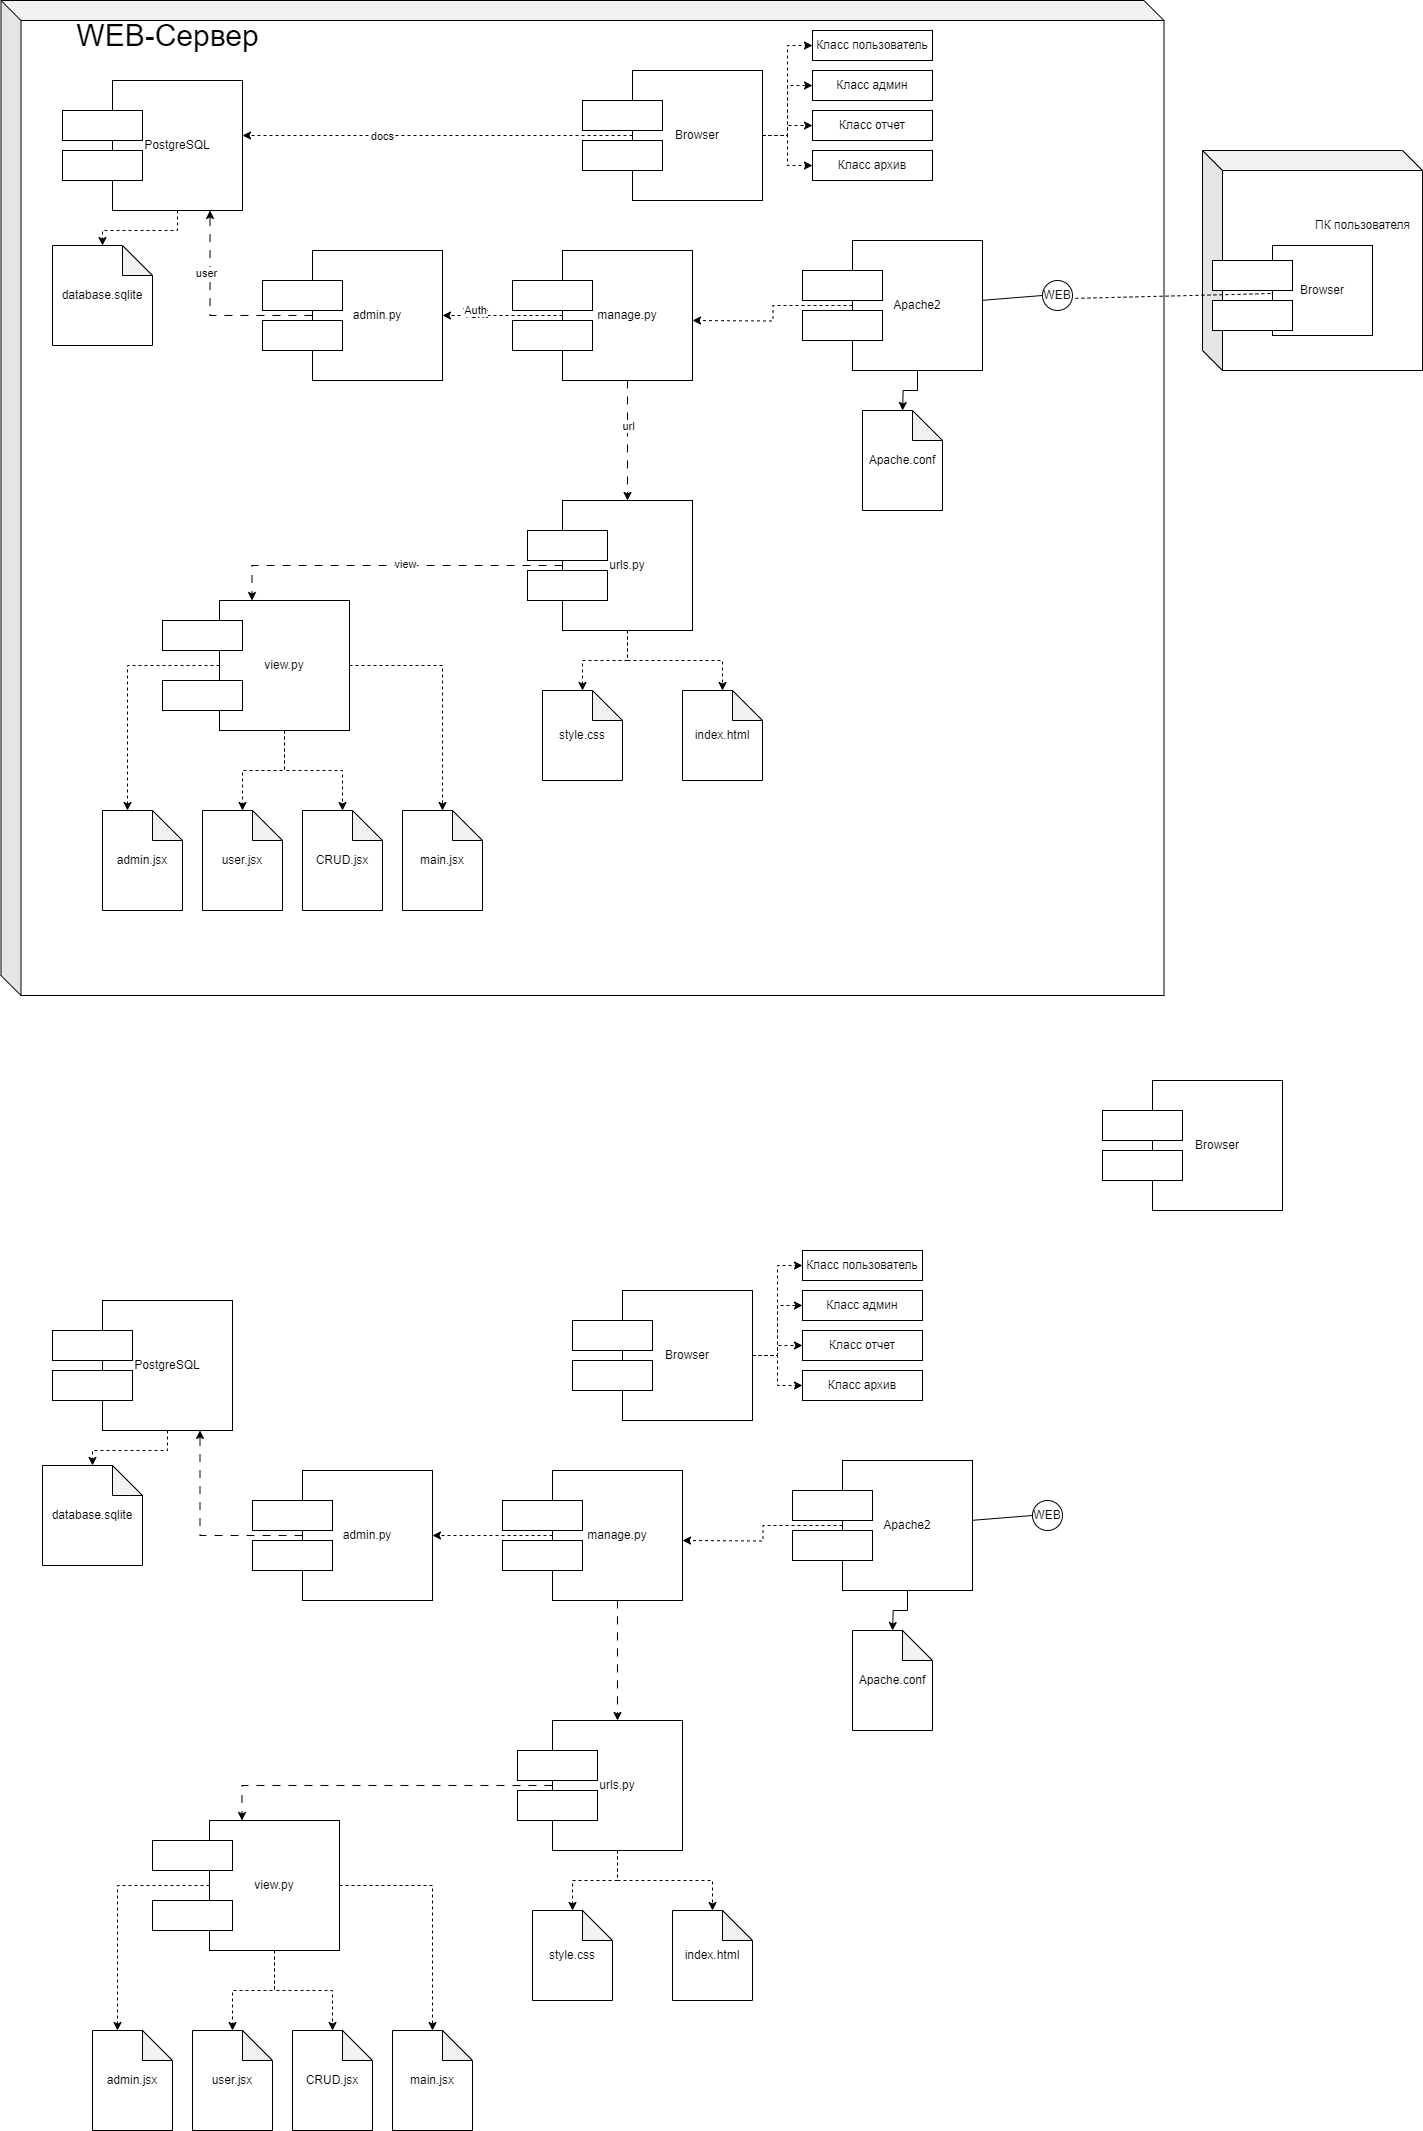 WEB-Сервер
Класс пользователь
Класс админ
Класс отчет
Класс архив
PostgreSQL
docs
Browser
ПК пользователя
user
database.sqlite
admin.py
Auth
manage.py
Apache2
WEB
Browser
url
Apache.conf
view
urls.py
view.py
style.css
index.html
admin.jsx
user.jsx
CRUD.jsx
main.jsx
Browser
Класс пользователь
Класс админ
Класс отчет
Класс архив
PostgreSQL
Browser
database.sqlite
admin.py
manage.py
Apache2
WEB
Apache.conf
urls.py
view.py
style.css
index.html
admin.jsx
user.jsx
CRUD.jsx
main.jsx